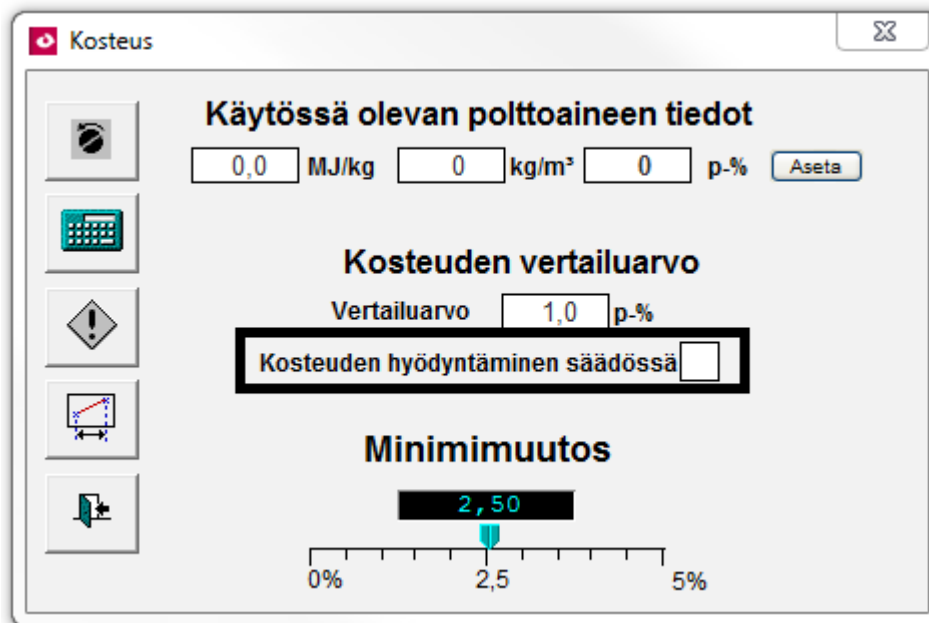 Kosteus
Käytössä olevan polttoaineen tiedot
0,0 MJ/kg 0 kg/m³ 0 p-% Aseta
Kosteuden vertailuarvo
Vertailuarvo 1,0 p-%
Kosteuden hyödyntäminen säädössä
Minimimuutos
2,50
0% 2,5 5%